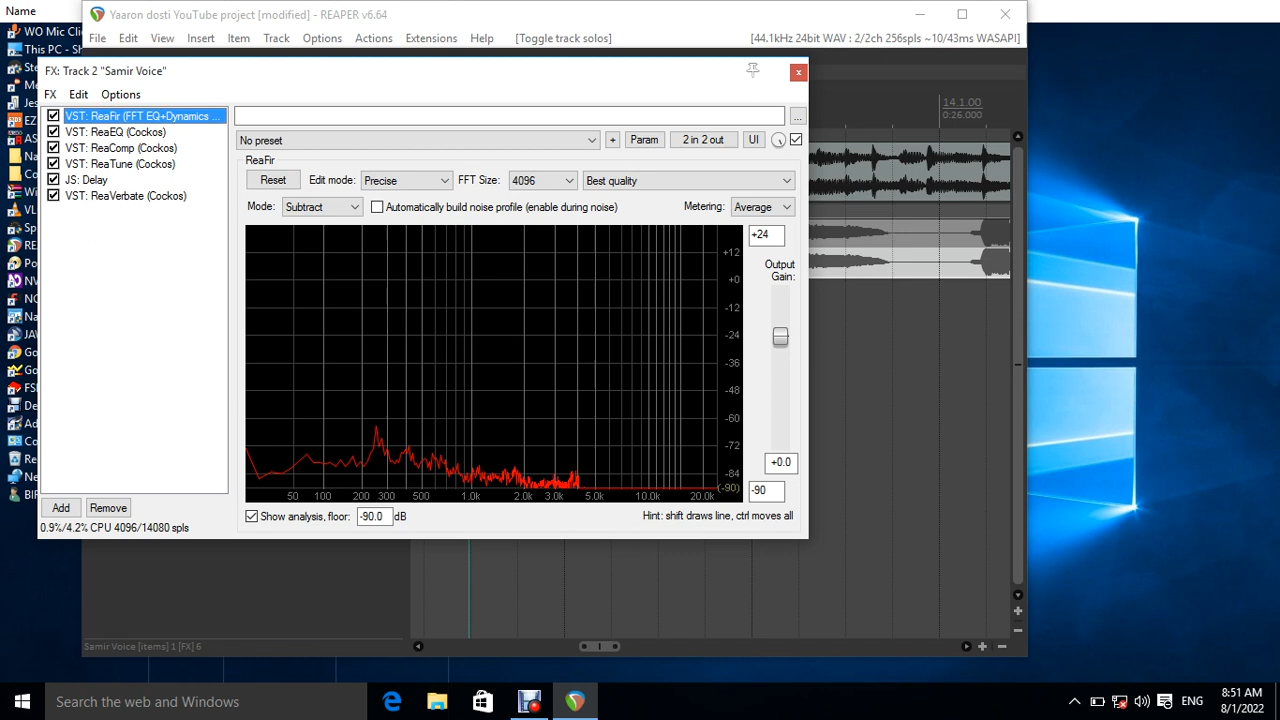 Name
Yaaron dosti YouTube project [modified] - REAPER v6.64
File Edit View Insert Item Track Options Actions Extensions Help [Toggle track solos] [44.1kHz 24bit WAV : 2/2ch 256spls ~10/43ms WASAPI]
WO Mic Cli
This PC - Sh
FX: Track 2 "Samir Voice"
FX Edit Options
VST: ReaFir (FFT EQ+Dynamics ...
VST: ReaEQ (Cockos)
VST: ReaComp (Cockos)
VST: ReaTune (Cockos)
JS: Delay
VST: ReaVerbate (Cockos)
...
No preset
+ Param 2 in 2 out UI
ReaFir
Reset Edit mode: Precise FFT Size: 4096 Best quality
Mode: Subtract Automatically build noise profile (enable during noise) Metering: Average
+24
+12
+0
-12
-24
-36
-48
-60
-72
-84
(-90)
50 100 200 300 500 1.0k 2.0k 3.0k 5.0k 10.0k 20.0k
Output
Gain:
+0.0
-90
Show analysis, floor: -90.0 dB
Hint: shift draws line, ctrl moves all
Add Remove
0.9%/4.2% CPU 4096/14080 spls
14.1.00
0:26.000
Samir Voice [items] 1 [FX] 6
Search the web and Windows
ENG
8:51 AM
8/1/2022